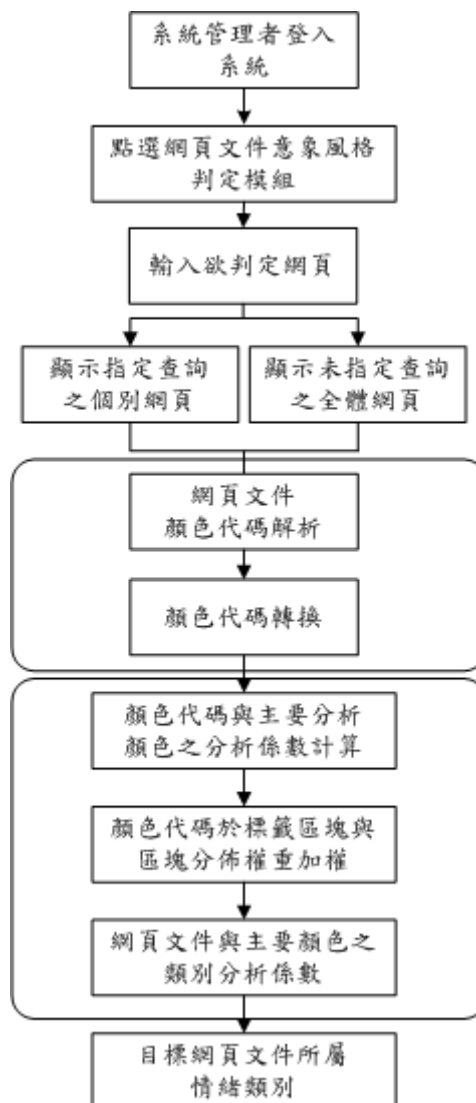 系統管理者登入
系統
點選網頁文件意象風格
判定模組
輸入欲判定網頁
顯示指定查詢
之個別網頁
顯示未指定查詢
之全體網頁
網頁文件
顏色代碼解析
顏色代碼轉換
顏色代碼與主要分析
顏色之分析係數計算
顏色代碼於標籤區塊與
區塊分佈權重加權
網頁文件與主要顏色之
類別分析係數
目標網頁文件所屬
情緒類別